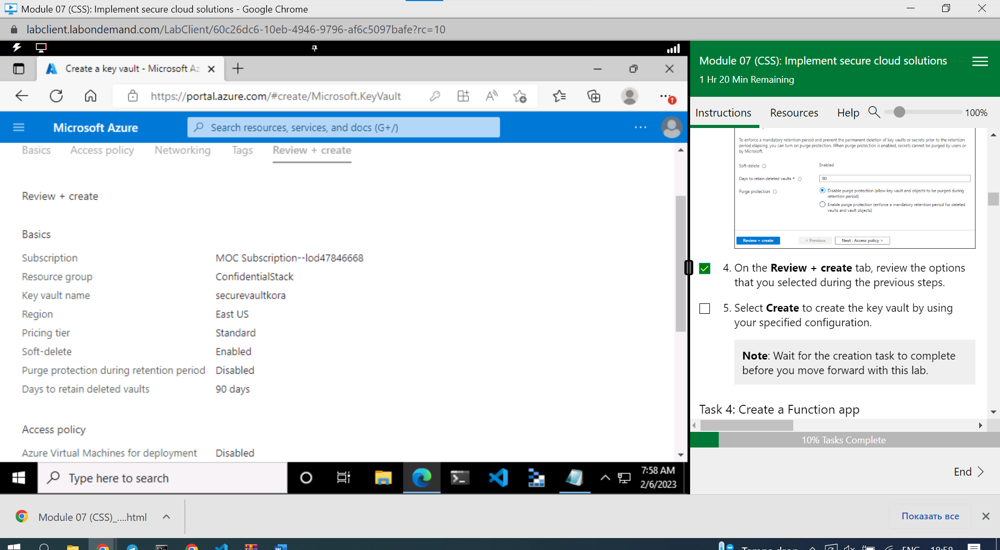 Module 07 (CSS): Implement secure cloud solutions - Google Chrome
labclient.labondemand.com/LabClient/60c26dc6-10eb-4946-9796-af6c5097bafe?rc=10
Create a key vault - Microsoft Az
https://portal.azure.com/#create/Microsoft.KeyVault
Microsoft Azure
Search resources, services, and docs (G+/)
Basics Access policy Networking Tags Review + create
Review + create
Basics
Subscription MOC Subscription--lod47846668
Resource group ConfidentialStack
Key vault name securevaultkora
Region East US
Pricing tier Standard
Soft-delete Enabled
Purge protection during retention period Disabled
Days to retain deleted vaults 90 days
Access policy
Azure Virtual Machines for deployment Disabled
Type here to search
7:58 AM
2/6/2023
Module 07 (CSS): Implement secure cloud solutions
1 Hr 20 Min Remaining
Instructions Resources Help 100%
To enforce a mandatory retention period and prevent the permanent deletion of key vaults or secrets prior to the retention
period elapsing, you can turn on purge protection. When purge protection is enabled, secrets cannot be purged by users or
by Microsoft.
Soft-delete Enabled
Days to retain deleted vaults * 90
Purge protection Disable purge protection (allow key vault and objects to be purged during
retention period)
Enable purge protection (enforce a mandatory retention period for deleted
vaults and vault objects)
Review + create < Previous Next : Access policy >
4. On the Review + create tab, review the options
that you selected during the previous steps.
5. Select Create to create the key vault by using
your specified configuration.
Note: Wait for the creation task to complete
before you move forward with this lab.
Task 4: Create a Function app
10% Tasks Complete
End
Module 07 (CSS)_....html
Показать все
ENG 18:58